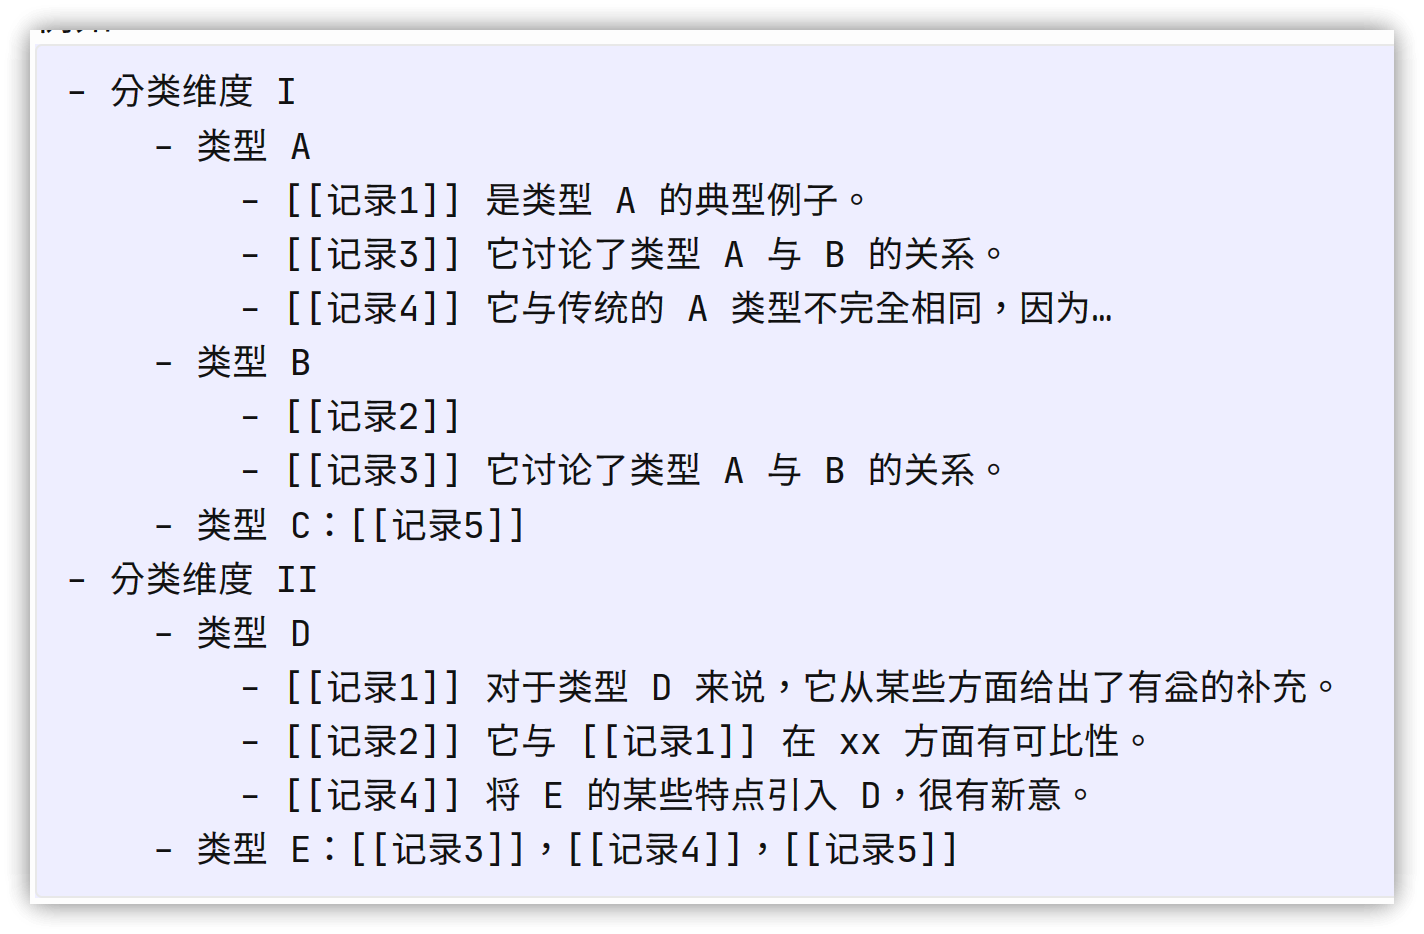 - 分类维度 I
- 类型 A
- [[记录1]] 是类型 A 的典型例子。
- [[记录3]] 它讨论了类型 A 与 B 的关系。
- [[记录4]] 它与传统的 A 类型不完全相同，因为…
- 类型 B
- [[记录2]]
- [[记录3]] 它讨论了类型 A 与 B 的关系。
- 类型 C：[[记录5]]
- 分类维度 II
- 类型 D
- [[记录1]] 对于类型 D 来说，它从某些方面给出了有益的补充。
- [[记录2]] 它与 [[记录1]] 在 xx 方面有可比性。
- [[记录4]] 将 E 的某些特点引入 D，很有新意。
- 类型 E：[[记录3]]，[[记录4]]，[[记录5]]